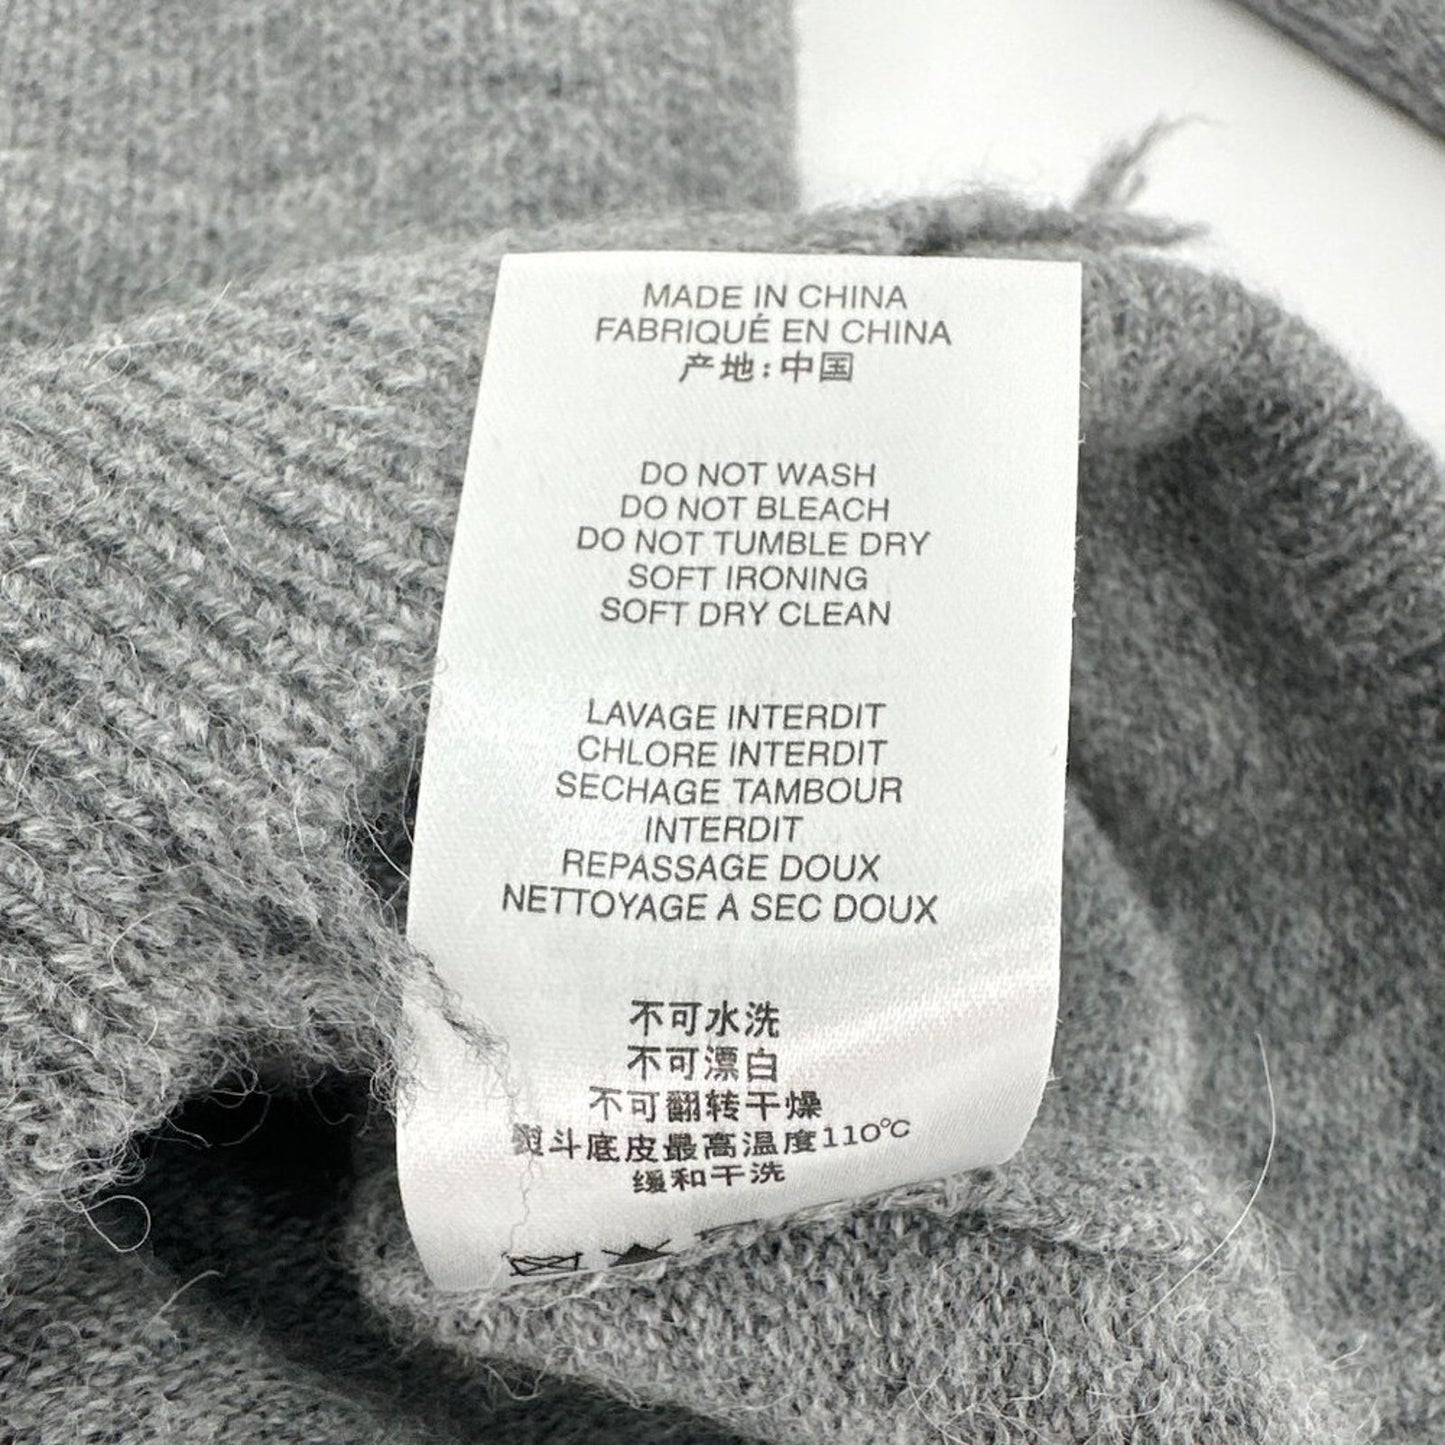 MADE IN CHINA
FABRIQUÉ EN CHINA
产地:中国
DO NOT WASH
DO NOT BLEACH
DO NOT TUMBLE DRY
SOFT IRONING
SOFT DRY CLEAN
LAVAGE INTERDIT
CHLORE INTERDIT
SECHAGE TAMBOUR
INTERDIT
REPASSAGE DOUX
NETTOYAGE A SEC DOUX
不可水洗
不可漂白
不可翻转干燥
熨斗底皮最高温度110℃
缓和干洗